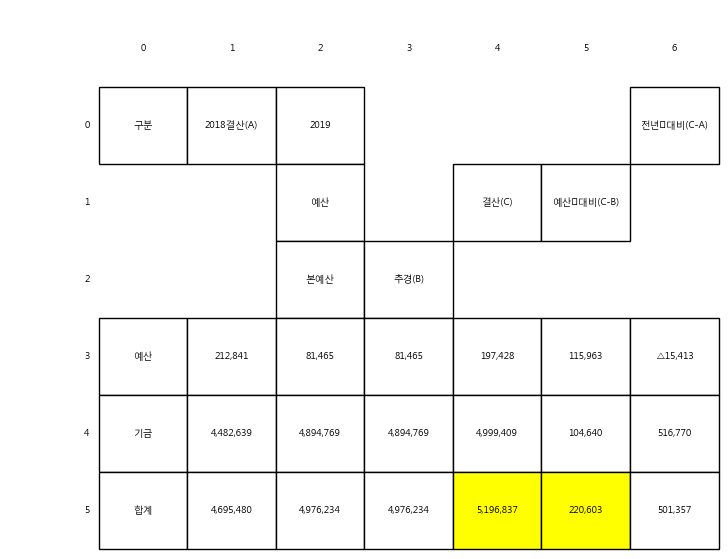 0 1 2 3 4 5 6
0 구분 2018결산(A) 2019 전년□대비(C-A)
1 예산 결산(C) 예산□대비(C-B)
2 본예산 추경(B)
3 예산 212,841 81,465 81,465 197,428 115,963 △15,413
4 기금 4,482,639 4,894,769 4,894,769 4,999,409 104,640 516,770
5 합계 4,695,480 4,976,234 4,976,234 5,196,837 220,603 501,357